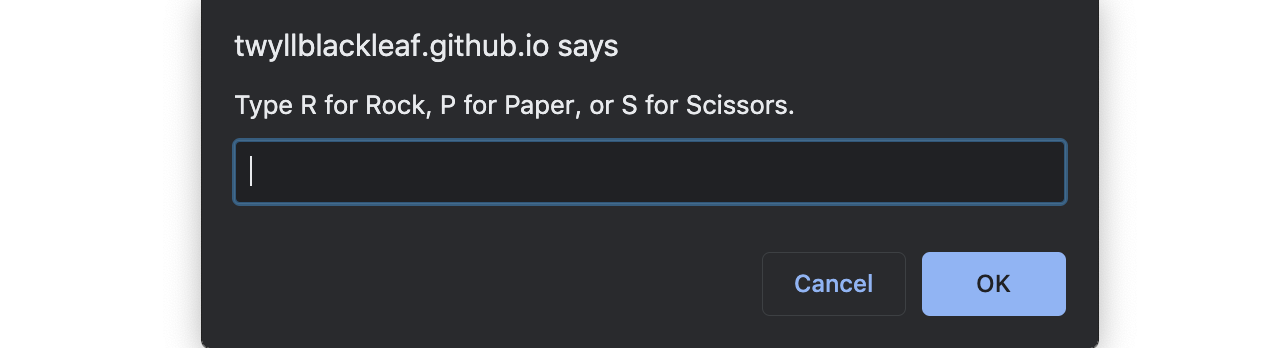 twyllblackleaf.github.io says
Type R for Rock, P for Paper, or S for Scissors.
Cancel
OK